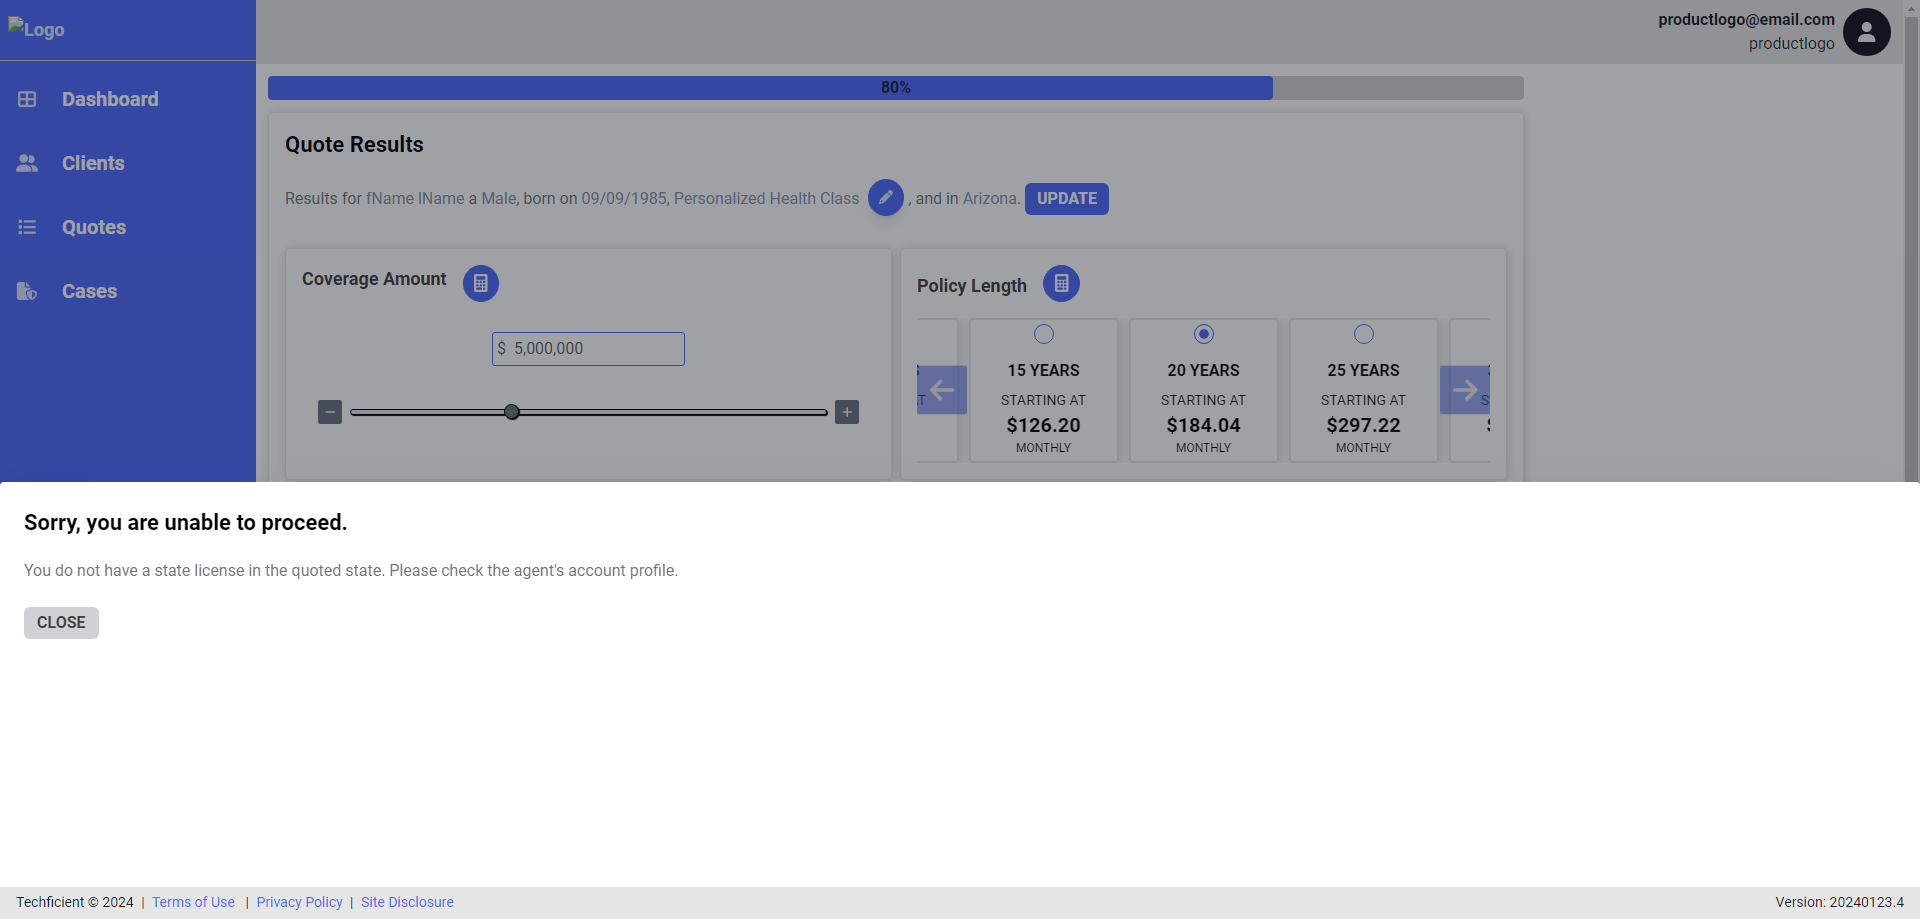 Logo
productlogo@email.com
productlogo
Dashboard
Clients
Quotes
Cases
80%
Quote Results
Results for fName lName a Male, born on 09/09/1985, Personalized Health Class , and in Arizona. UPDATE
Coverage Amount
$ 5,000,000
Policy Length
15 YEARS
STARTING AT
$126.20
MONTHLY
20 YEARS
STARTING AT
$184.04
MONTHLY
25 YEARS
STARTING AT
$297.22
MONTHLY
Sorry, you are unable to proceed.
You do not have a state license in the quoted state. Please check the agent's account profile.
CLOSE
Techficient © 2024 | Terms of Use | Privacy Policy | Site Disclosure
Version: 20240123.4